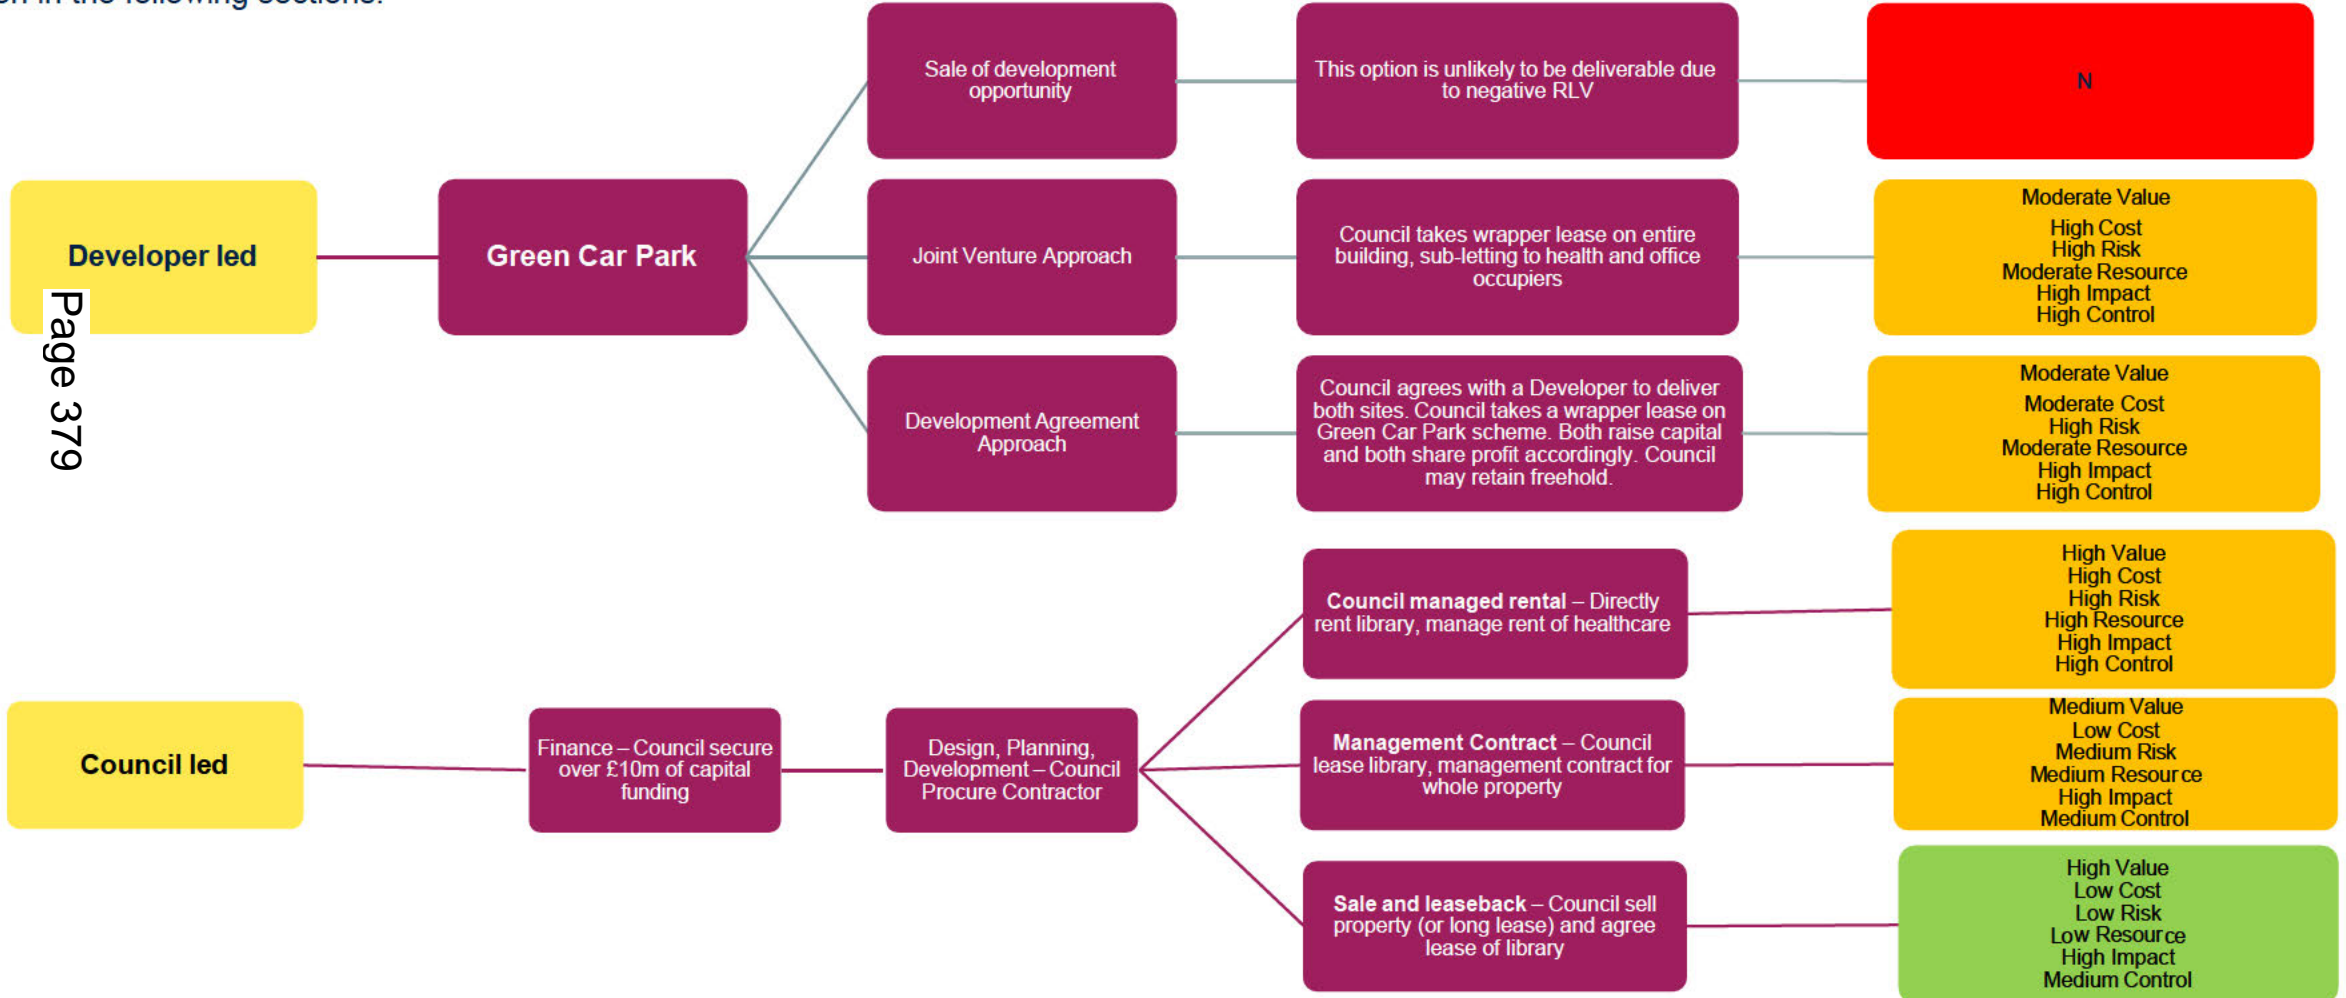 Sale of development
opportunity
This option is unlikely to be deliverable due
to negative RLV
N
Developer led
Green Car Park
Joint Venture Approach
Council takes wrapper lease on entire
building, sub-letting to health and office
occupiers
Moderate Value
High Cost
High Risk
Moderate Resource
High Impact
High Control
Page 379
Development Agreement
Approach
Council agrees with a Developer to deliver
both sites. Council takes a wrapper lease on
Green Car Park scheme. Both raise capital
and both share profit accordingly. Council
may retain freehold.
Moderate Value
Moderate Cost
High Risk
Moderate Resource
High Impact
High Control
Council led
Finance – Council secure
over £10m of capital
funding
Design, Planning,
Development – Council
Procure Contractor
Council managed rental – Directly
rent library, manage rent of healthcare
High Value
High Cost
High Risk
High Resource
High Impact
High Control
Management Contract – Council
lease library, management contract for
whole property
Medium Value
Low Cost
Medium Risk
Medium Resource
High Impact
Medium Control
Sale and leaseback – Council sell
property (or long lease) and agree
lease of library
High Value
Low Cost
Low Risk
Low Resource
High Impact
Medium Control